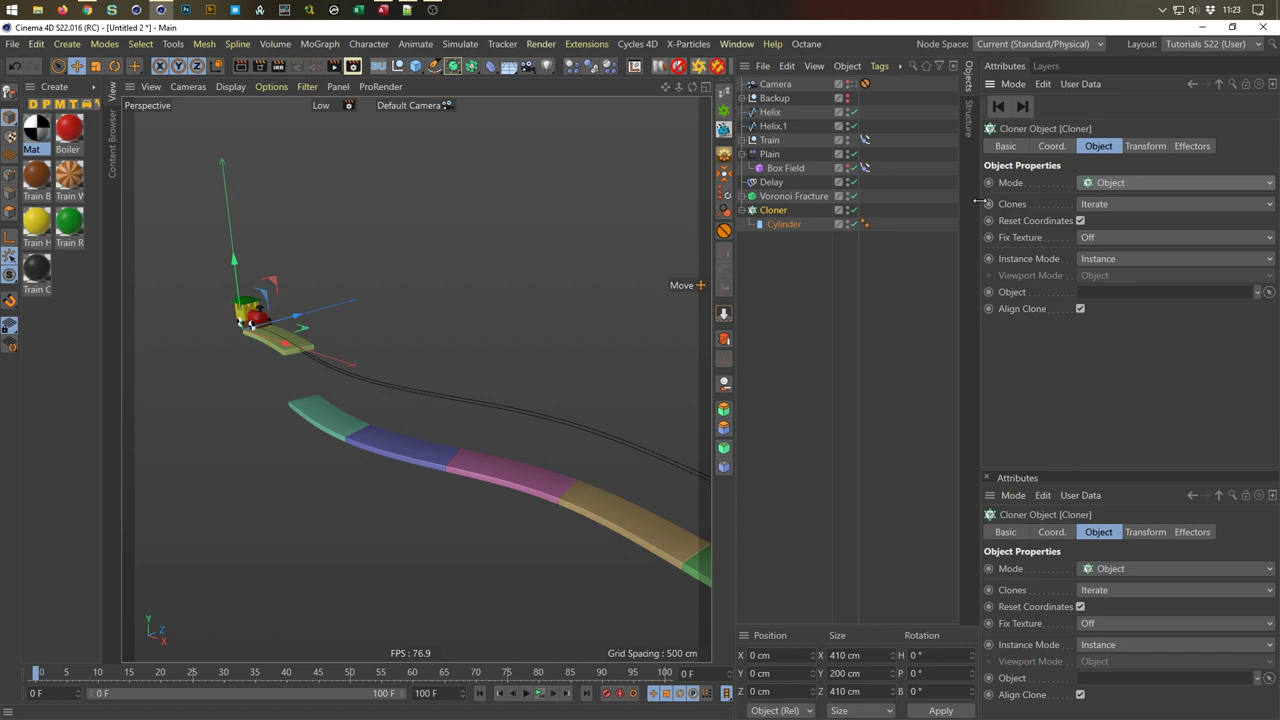 11:23
Cinema 4D S22.016 (RC) - [Untitled 2 *] - Main
File Edit Create Modes Select Tools Mesh Spline Volume MoGraph Character Animate Simulate Tracker Render Extensions Cycles 4D X-Particles Window Help Octane
Node Space: Current (Standard/Physical) Layout: Tutorials S22 (User)
Create
D P M T
Mat Boiler
Train B Train W
Train H Train R
Train C
View
Content Browser
View Cameras Display Options Filter Panel ProRender
Perspective Low Default Camera
Move
Y
Z
X
FPS : 76.9 Grid Spacing : 500 cm
File Edit View Object Tags
Objects
Structure
Camera
Backup
Helix
Helix.1
Train
Plain
Box Field
Delay
Voronoi Fracture
Cloner
Cylinder
Attributes Layers
Mode Edit User Data
Cloner Object [Cloner]
Basic Coord. Object Transform Effectors
Object Properties
Mode Object
Clones Iterate
Reset Coordinates
Fix Texture Off
Instance Mode Instance
Viewport Mode Object
Object
Align Clone
Attributes
Mode Edit User Data
Cloner Object [Cloner]
Basic Coord. Object Transform Effectors
Object Properties
Mode Object
Clones Iterate
Reset Coordinates
Fix Texture Off
Instance Mode Instance
Viewport Mode Object
Object
Align Clone
Position Size Rotation
X 0 cm X 410 cm H 0 °
Y 0 cm Y 200 cm P 0 °
Z 0 cm Z 410 cm B 0 °
Object (Rel) Size Apply
0 5 10 15 20 25 30 35 40 45 50 55 60 65 70 75 80 85 90 95 100 0 F
0 F 0 F 100 F 100 F